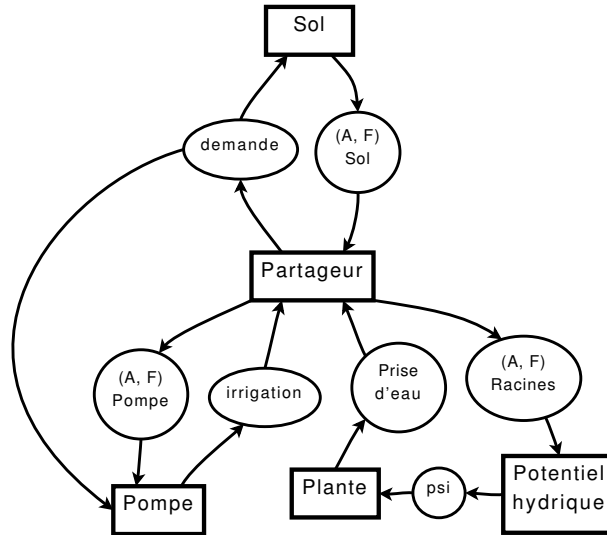 Sol
demande
(A, F)
Sol
Partageur
(A, F)
Pompe
irrigation
Prise
d'eau
(A, F)
Racines
Pompe
Plante
psi
Potentiel
hydrique